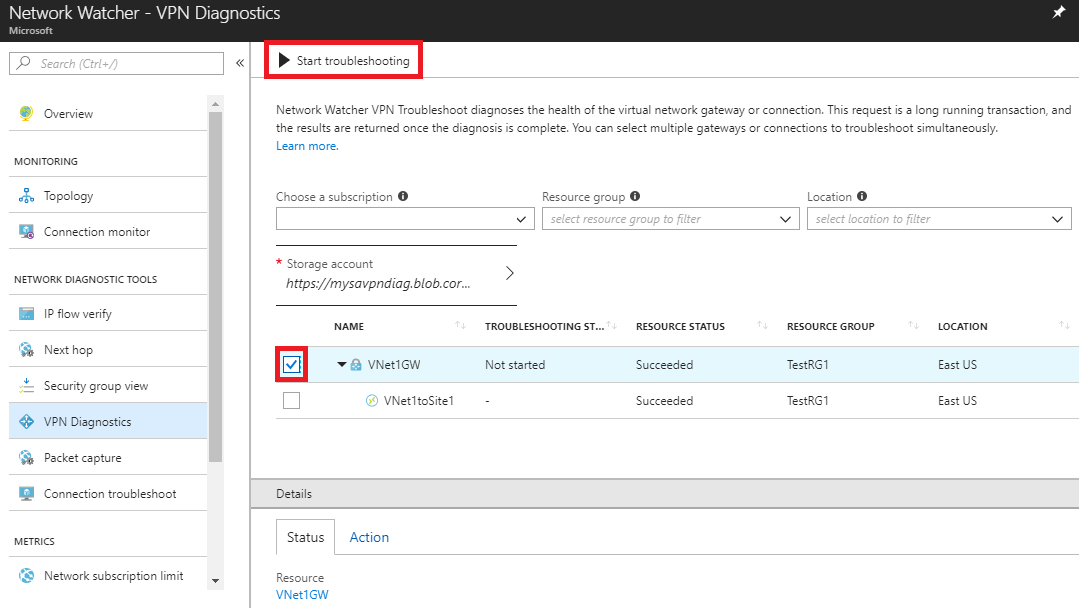 Network Watcher - VPN Diagnostics
Microsoft
Search (Ctrl+/)
«
Overview
MONITORING
Topology
Connection monitor
NETWORK DIAGNOSTIC TOOLS
IP flow verify
Next hop
Security group view
VPN Diagnostics
Packet capture
Connection troubleshoot
METRICS
Network subscription limit
Start troubleshooting
Network Watcher VPN Troubleshoot diagnoses the health of the virtual network gateway or connection. This request is a long running transaction, and
the results are returned once the diagnosis is complete. You can select multiple gateways or connections to troubleshoot simultaneously.
Learn more.
Choose a subscription Resource group Location
select resource group to filter select location to filter
* Storage account
https://mysavpndiag.blob.cor...
NAME TROUBLESHOOTING ST... RESOURCE STATUS RESOURCE GROUP LOCATION
VNet1GW Not started Succeeded TestRG1 East US
VNet1toSite1 - Succeeded TestRG1 East US
Details
Status Action
Resource
VNet1GW